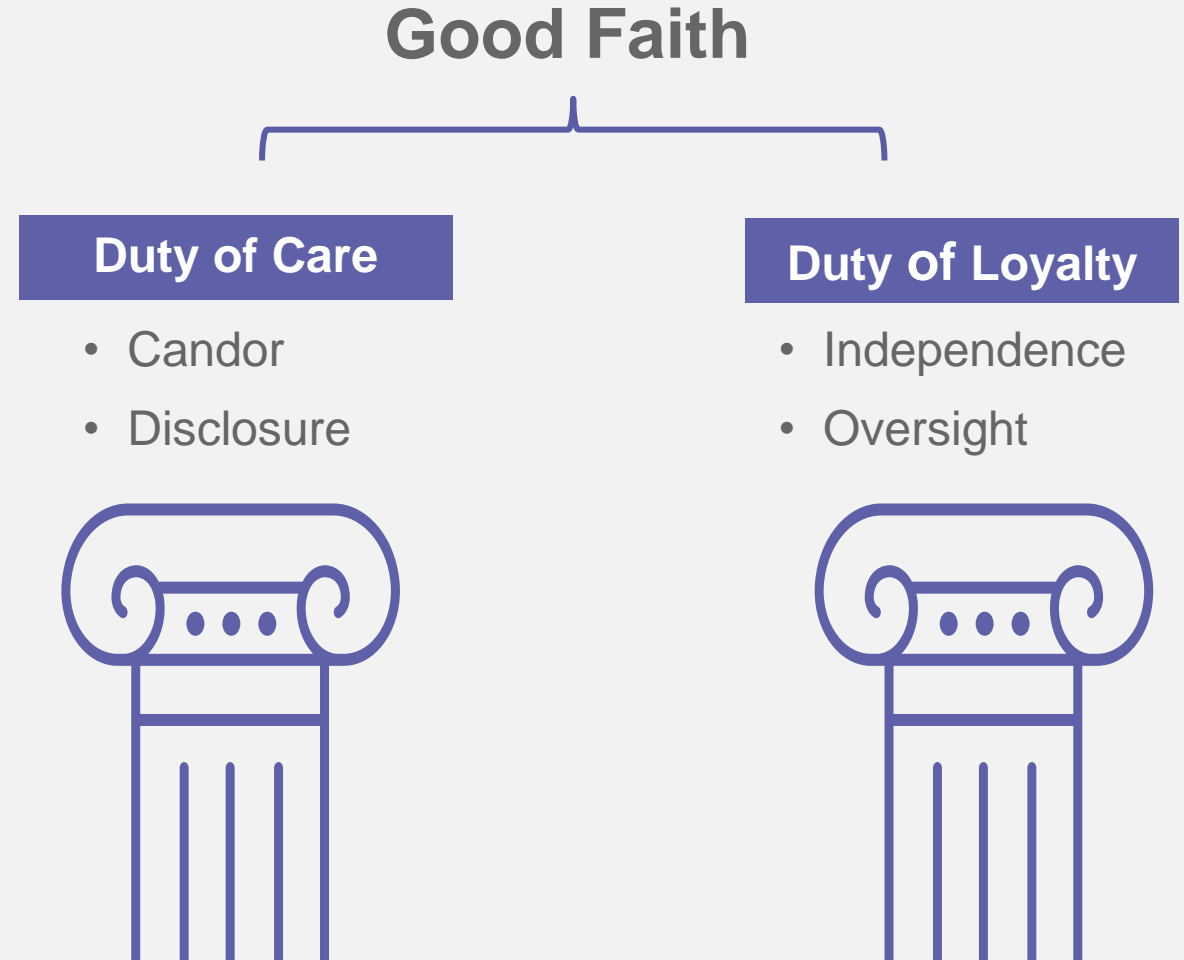 Good Faith
Duty of Care
• Candor
• Disclosure
Duty of Loyalty
• Independence
• Oversight